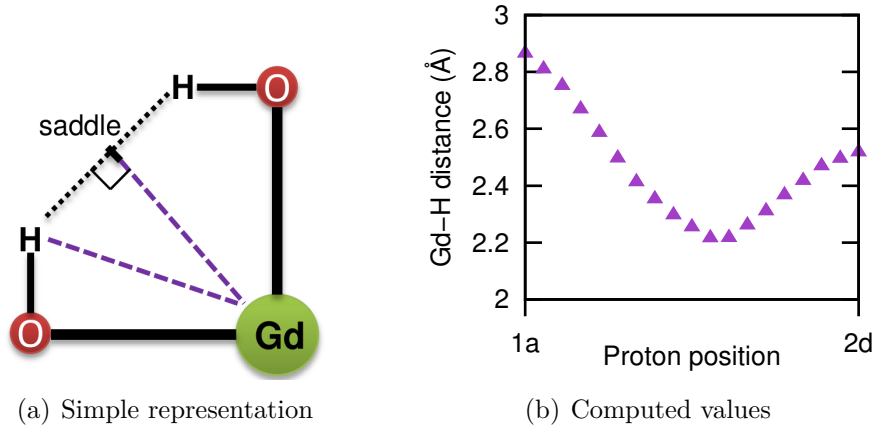 H O
saddle
H
O Gd
(a) Simple representation
Gd−H distance (Å)
3
2.8
2.6
2.4
2.2
2
1a 2d
Proton position
(b) Computed values